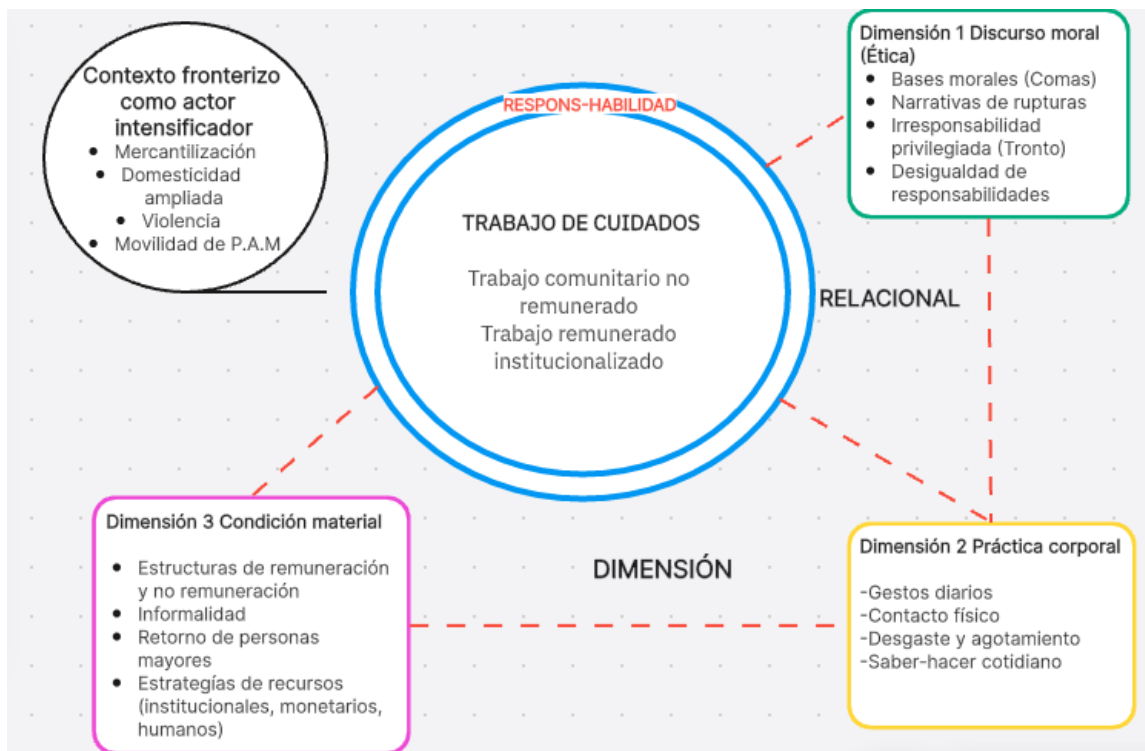 Contexto fronterizo
como actor
intensificador
● Mercantilización
● Domesticidad
ampliada
● Violencia
● Movilidad de P.A.M
RESPONS-HABILIDAD
TRABAJO DE CUIDADOS
Trabajo comunitario no
remunerado
Trabajo remunerado
institucionalizado
Dimensión 1 Discurso moral
(Ética)
● Bases morales (Comas)
● Narrativas de rupturas
● Irresponsabilidad
privilegiada (Tronto)
● Desigualdad de
responsabilidades
RELACIONAL
Dimensión 3 Condición material
● Estructuras de remuneración
y no remuneración
● Informalidad
● Retorno de personas
mayores
● Estrategías de recursos
(institucionales, monetarios,
humanos)
DIMENSIÓN
Dimensión 2 Práctica corporal
-Gestos diarios
-Contacto físico
-Desgaste y agotamiento
-Saber-hacer cotidiano